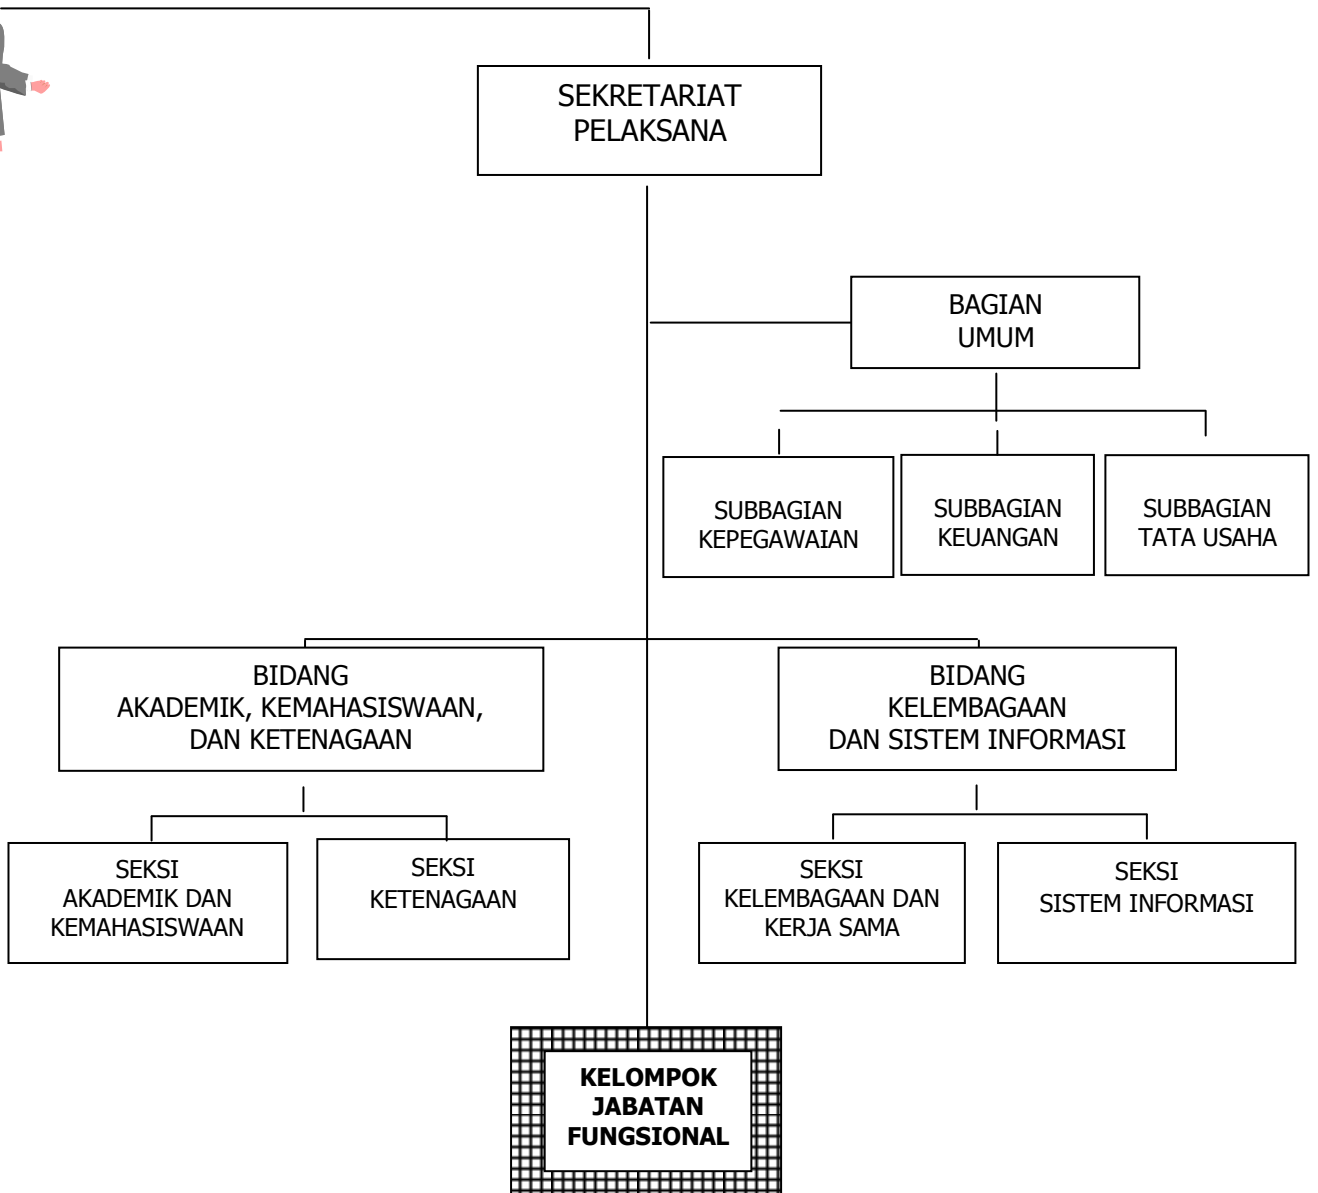 SEKRETARIAT
PELAKSANA
BAGIAN
UMUM
SUBBAGIAN
KEPEGAWAIAN
SUBBAGIAN
KEUANGAN
SUBBAGIAN
TATA USAHA
BIDANG
AKADEMIK, KEMAHASISWAAN,
DAN KETENAGAAN
BIDANG
KELEMBAGAAN
DAN SISTEM INFORMASI
SEKSI
AKADEMIK DAN
KEMAHASISWAAN
SEKSI
KETENAGAAN
SEKSI
KELEMBAGAAN DAN
KERJA SAMA
SEKSI
SISTEM INFORMASI
KELOMPOK
JABATAN
FUNGSIONAL